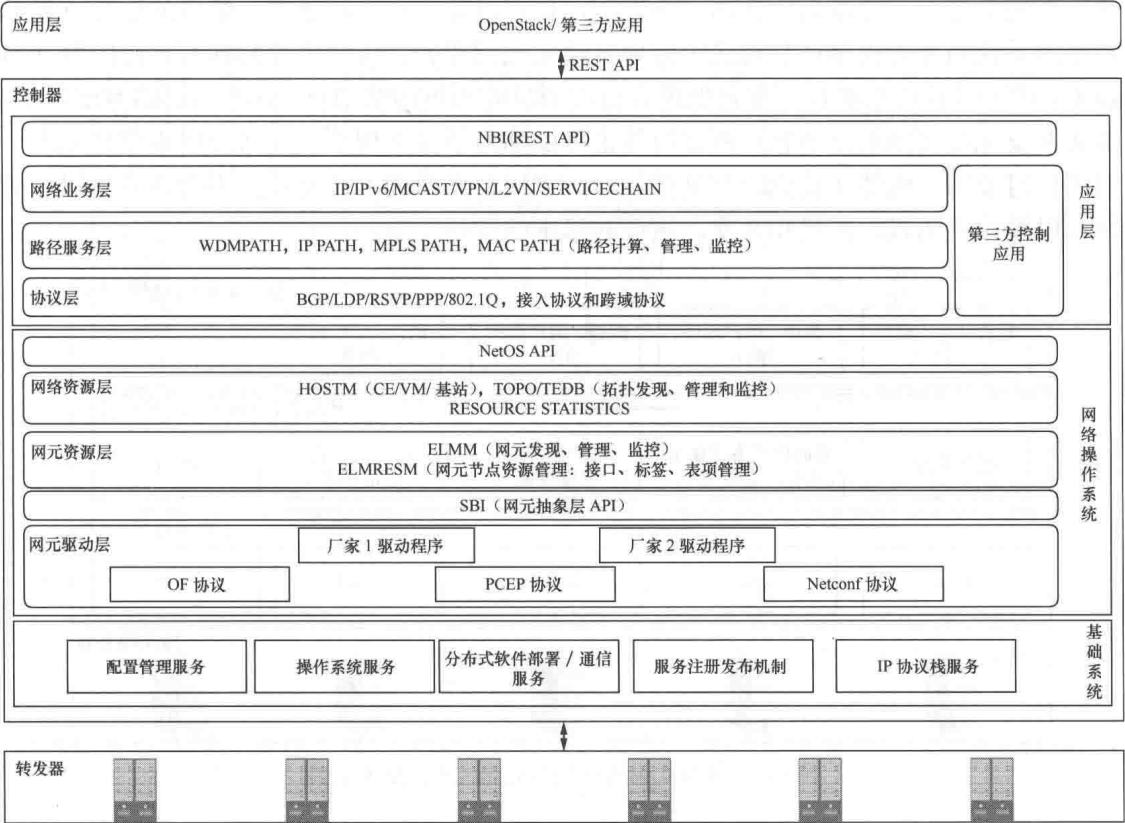 应用层
OpenStack/ 第三方应用
REST API
控制器
NBI(REST API)
网络业务层
IP/IPv6/MCAST/VPN/L2VN/SERVICECHAIN
路径服务层
WDMPATH，IP PATH，MPLS PATH，MAC PATH（路径计算、管理、监控）
协议层
BGP/LDP/RSVP/PPP/802.1Q，接入协议和跨域协议
第三方控制
应用
应用层
NetOS API
网络资源层
HOSTM（CE/VM/ 基站），TOPO/TEDB（拓扑发现、管理和监控）
RESOURCE STATISTICS
网元资源层
ELMM（网元发现、管理、监控）
ELMRESM（网元节点资源管理：接口、标签、表项管理）
SBI（网元抽象层 API）
网元驱动层
厂家 1 驱动程序
厂家 2 驱动程序
OF 协议
PCEP 协议
Netconf 协议
网络操作系统
配置管理服务
操作系统服务
分布式软件部署 / 通信
服务
服务注册发布机制
IP 协议栈服务
基础系统
转发器